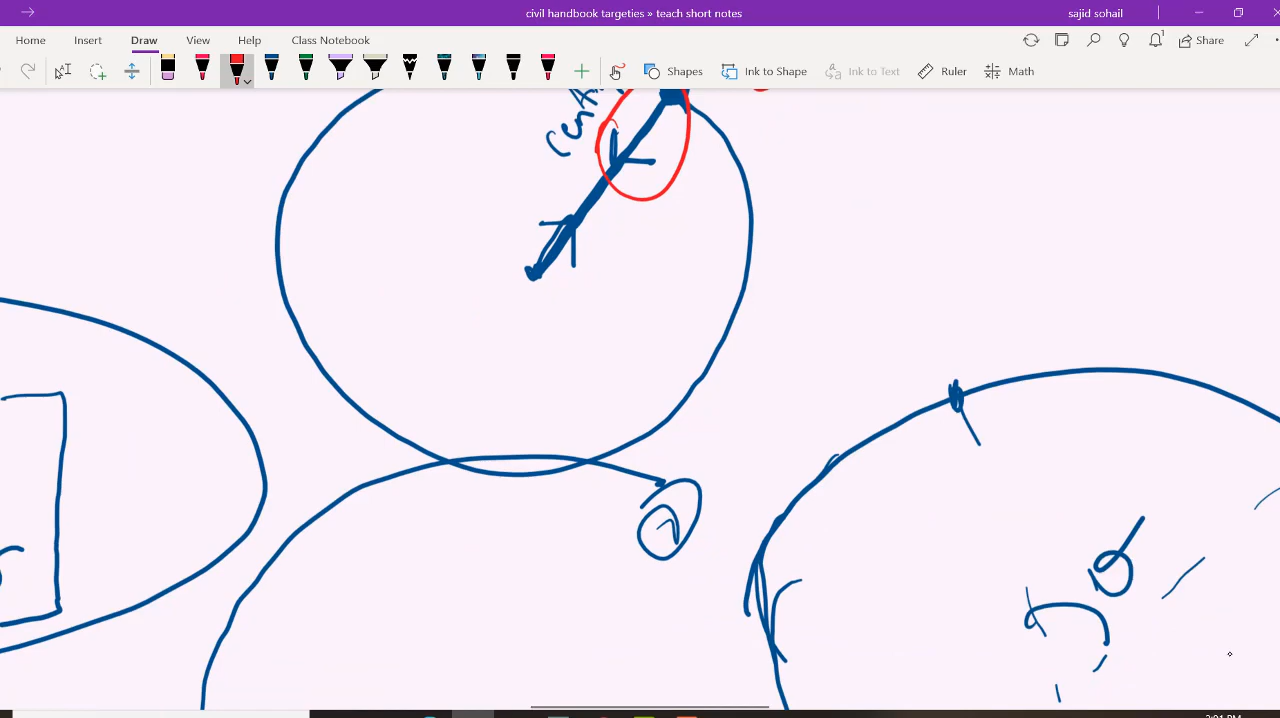 civil handbook targeties » teach short notes
sajid sohail
Home Insert Draw View Help Class Notebook
Share
Shapes
Ink to Shape
Ink to Text
Ruler
Math
Cent